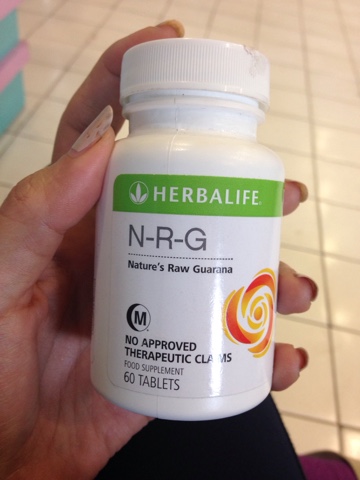 HERBALIFE
N-R-G
Nature's Raw Guarana
M
NO APPROVED
THERAPEUTIC CLAIMS
FOOD SUPPLEMENT
60 TABLETS